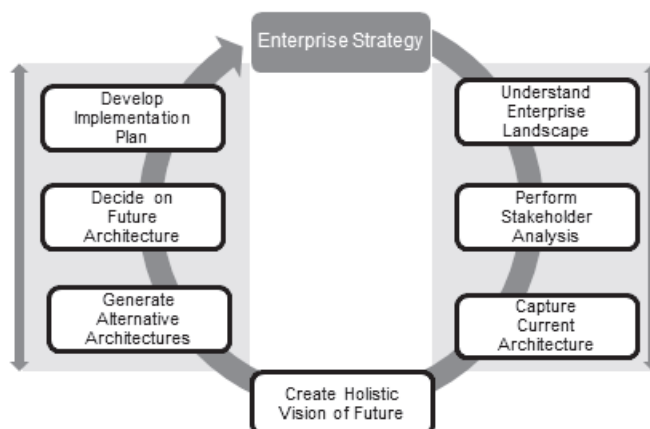 Enterprise Strategy
Understand
Enterprise
Landscape
Perform
Stakeholder
Analysis
Capture
Current
Architecture
Create Holistic
Vision of Future
Generate
Alternative
Architectures
Decide on
Future
Architecture
Develop
Implementation
Plan